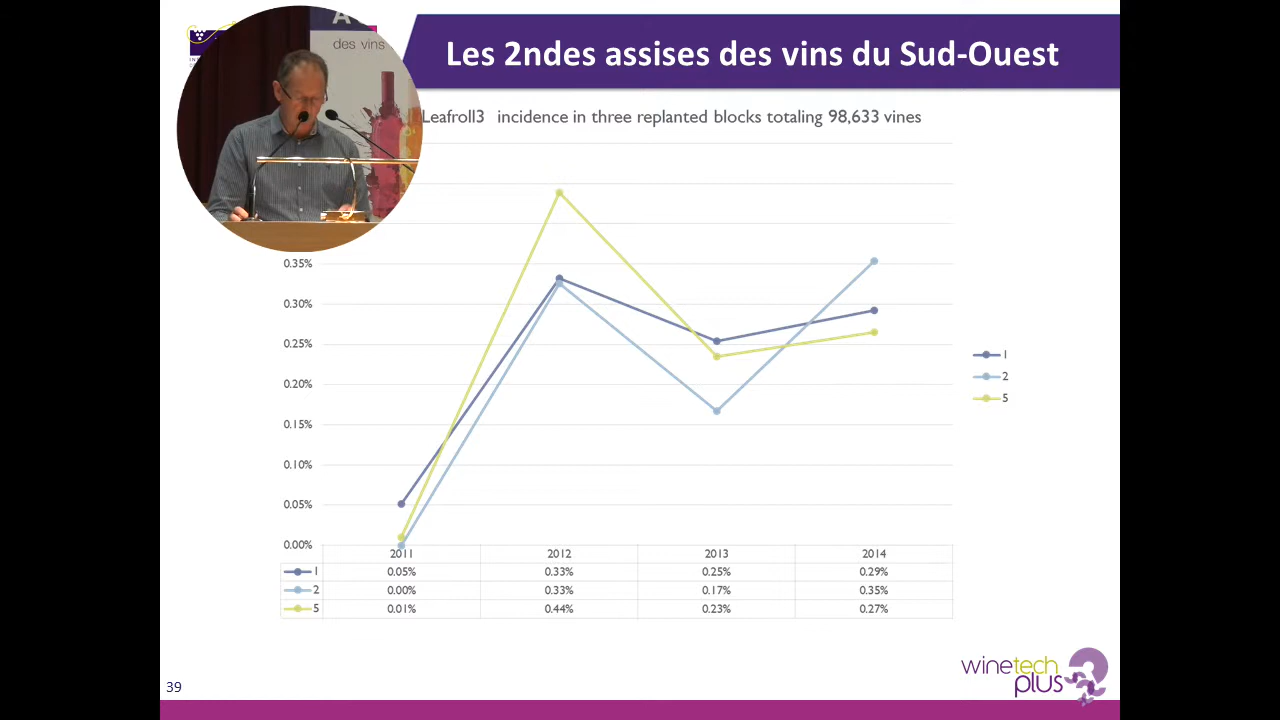 des vins
Les 2ndes assises des vins du Sud-Ouest
Leafroll3 incidence in three replanted blocks totaling 98,633 vines
0.35%
0.30%
0.25%
0.20%
0.15%
0.10%
0.05%
0.00%
1
2
5
2011 2012 2013 2014
1 0.05% 0.33% 0.25% 0.29%
2 0.00% 0.33% 0.17% 0.35%
5 0.01% 0.44% 0.23% 0.27%
winetech
plus
39